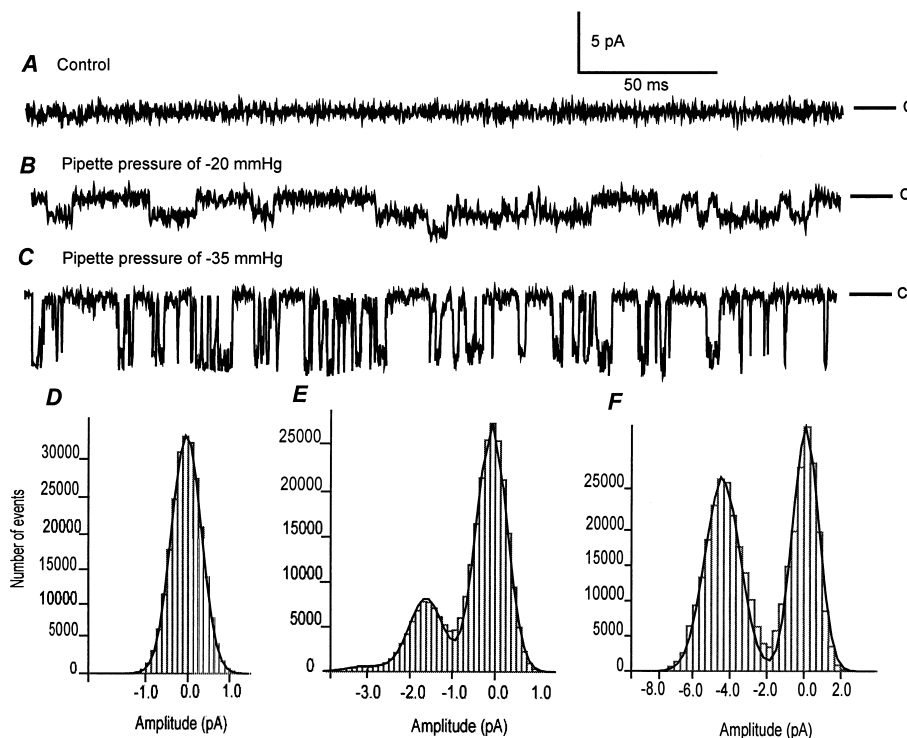 5 pA
50 ms
A Control
C
B Pipette pressure of -20 mmHg
C
C Pipette pressure of -35 mmHg
C
D
E
F
Number of events
30000
25000
20000
15000
10000
5000
0
-1.0 0.0 1.0
Amplitude (pA)
25000
20000
15000
10000
5000
0
-3.0 -2.0 -1.0 0.0 1.0
Amplitude (pA)
25000
20000
15000
10000
5000
0
-8.0 -6.0 -4.0 -2.0 0.0 2.0
Amplitude (pA)